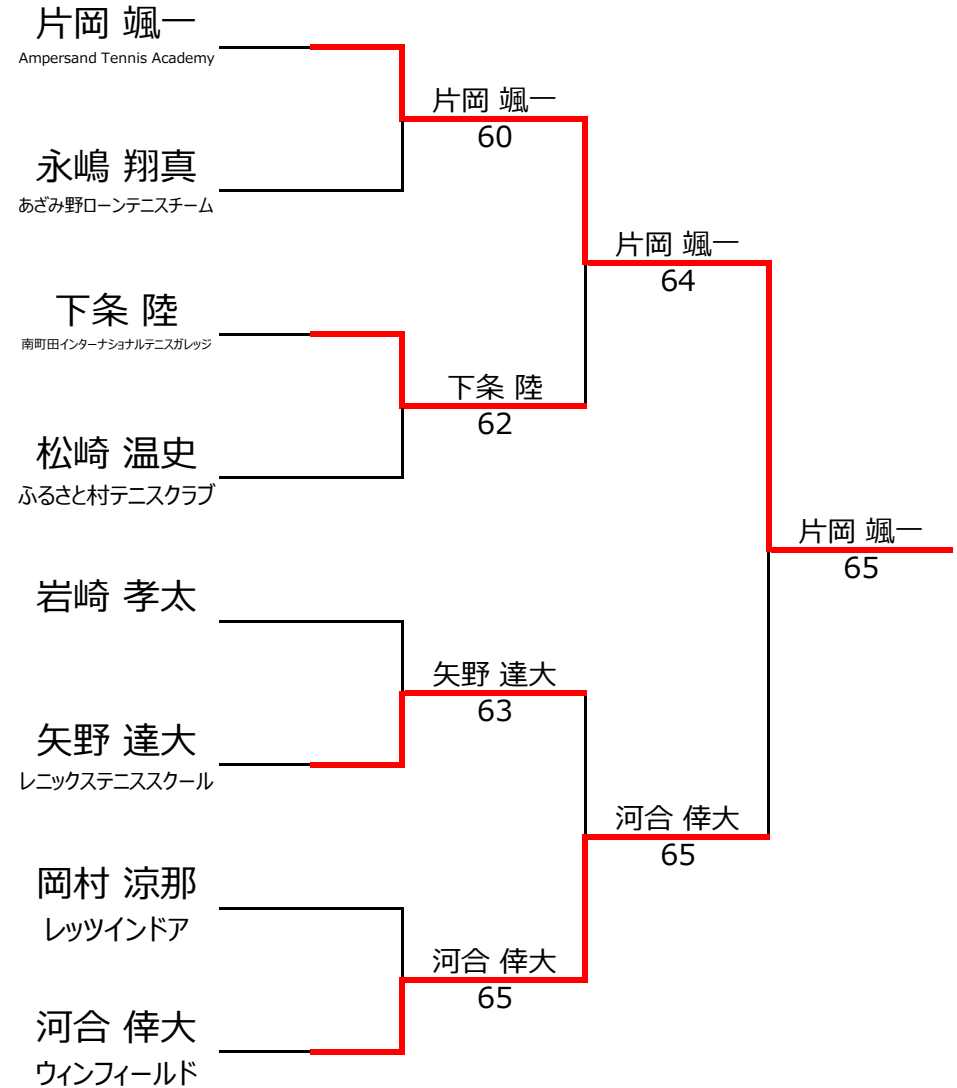 片岡 颯一
Ampersand Tennis Academy
片岡 颯一
60
永嶋 翔真
あざみ野ローンテニスチーム
片岡 颯一
64
下条 陸
南町田インターナショナルテニスガレッジ
下条 陸
62
松崎 温史
ふるさと村テニスクラブ
片岡 颯一
65
岩崎 孝太
矢野 達大
63
矢野 達大
レニックステニススクール
河合 倖大
65
岡村 涼那
レッツインドア
河合 倖大
65
河合 倖大
ウィンフィールド